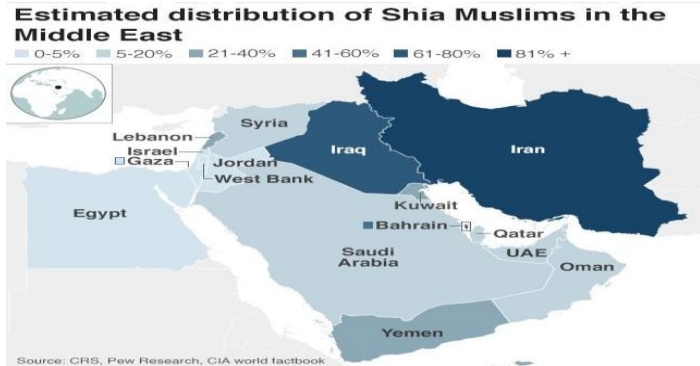 Estimated distribution of Shia Muslims in the
Middle East
0-5% 5-20% 21-40% 41-60% 61-80% 81% +
Syria
Lebanon
Iraq
Iran
Israel
Gaza
Jordan
West Bank
Egypt
Kuwait
Bahrain
Qatar
Saudi
Arabia
UAE
Oman
Yemen
Source: CRS, Pew Research, CIA world factbook